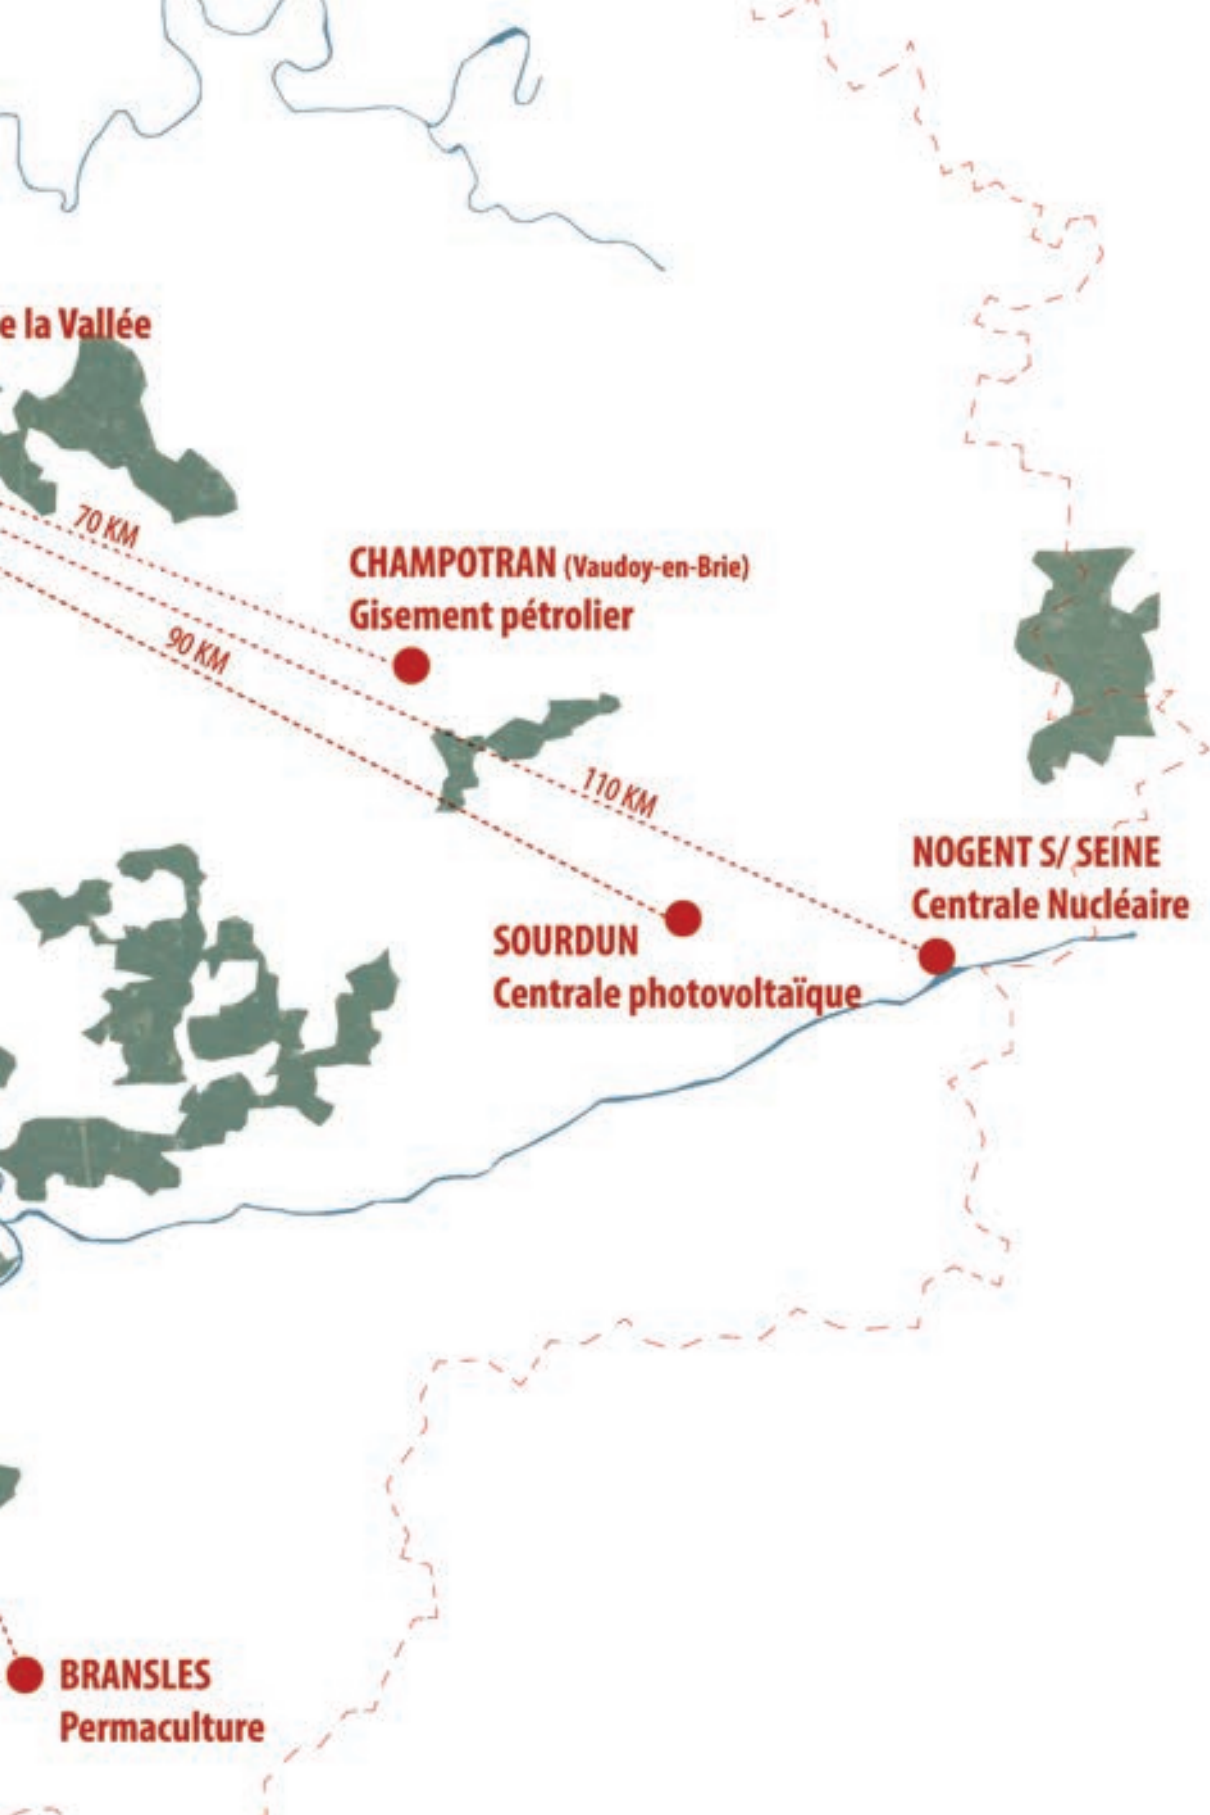 e la Vallée
70 KM
CHAMPOTRAN (Vaudoy-en-Brie)
Gisement pétrolier
90 KM
110 KM
NOGENT S/ SEINE
Centrale Nucléaire
SOURDUN
Centrale photovoltaïque
BRANSLES
Permaculture